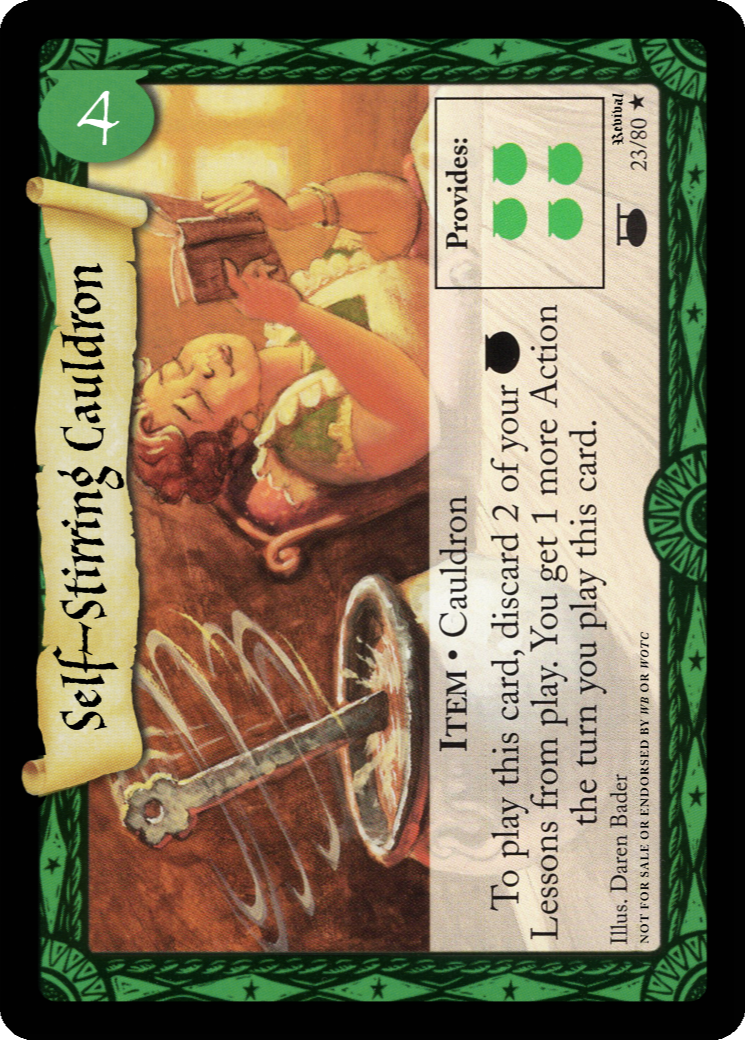 4
Self-Stirring Cauldron
ITEM • Cauldron
To play this card, discard 2 of your
Lessons from play. You get 1 more Action
the turn you play this card.
Provides:
Illus. Daren Bader
NOT FOR SALE OR ENDORSED BY WB OR WOTC
Revival
23/80 ★